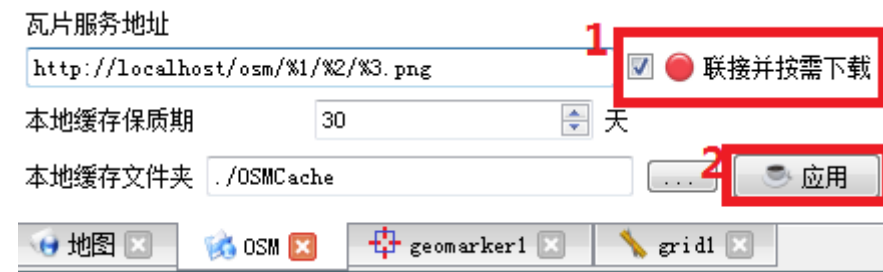 瓦片服务地址
1
http://localhost/osm/%1/%2/%3.png 联接并按需下载
本地缓存保质期 30 天
本地缓存文件夹 ./OSMCache ... 2 应用
地图 OSM geomarker1 grid1